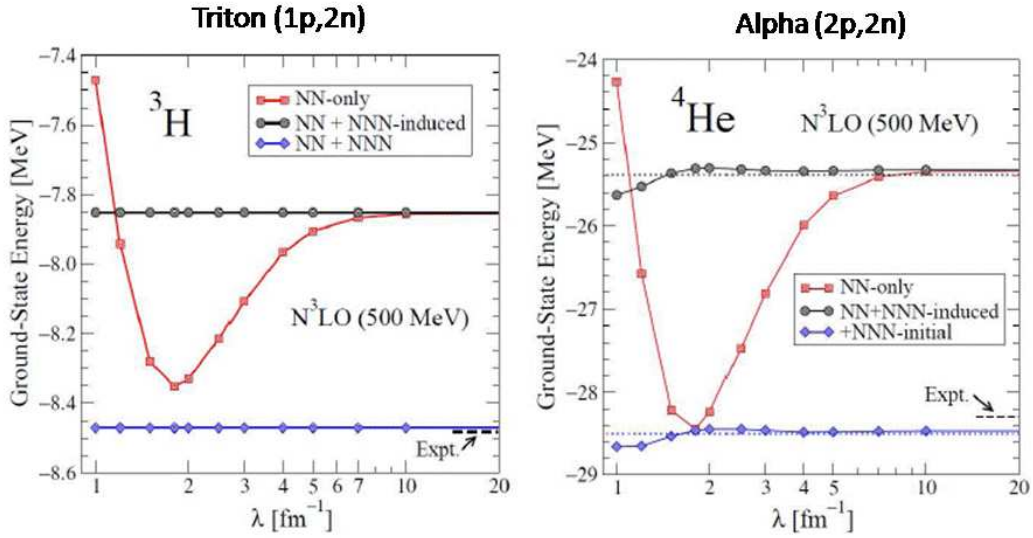 Triton (1p,2n)
−7.4
−7.6
−7.8
−8.0
−8.2
−8.4
−8.6
Ground-State Energy [MeV]
³H
NN-only
NN + NNN-induced
NN + NNN
N³LO (500 MeV)
Expt.
1 2 3 4 5 6 7 10 20
λ [fm⁻¹]
Alpha (2p,2n)
−24
−25
−26
−27
−28
−29
Ground-State Energy [MeV]
⁴He
N³LO (500 MeV)
NN-only
NN+NNN-induced
+NNN-initial
Expt.
1 2 3 4 5 7 10 20
λ [fm⁻¹]